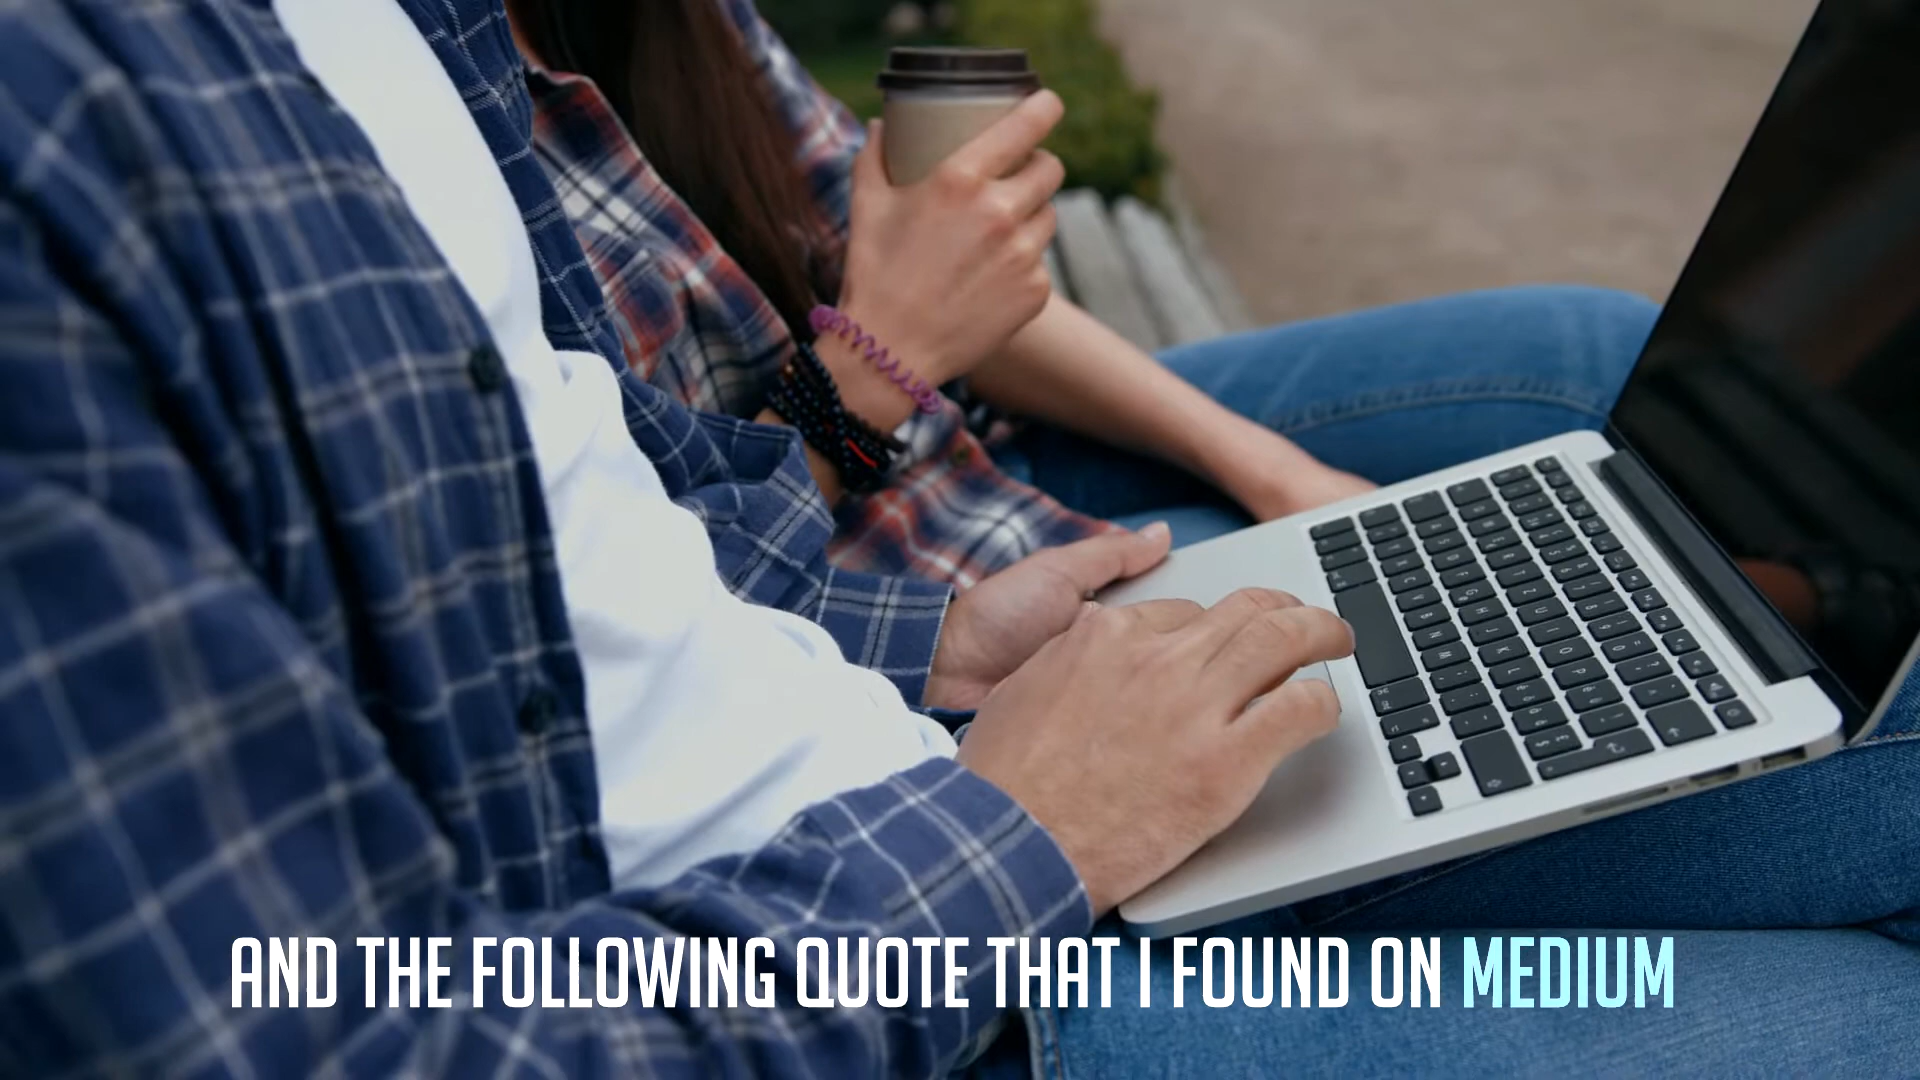 AND THE FOLLOWING QUOTE THAT I FOUND ON MEDIUM